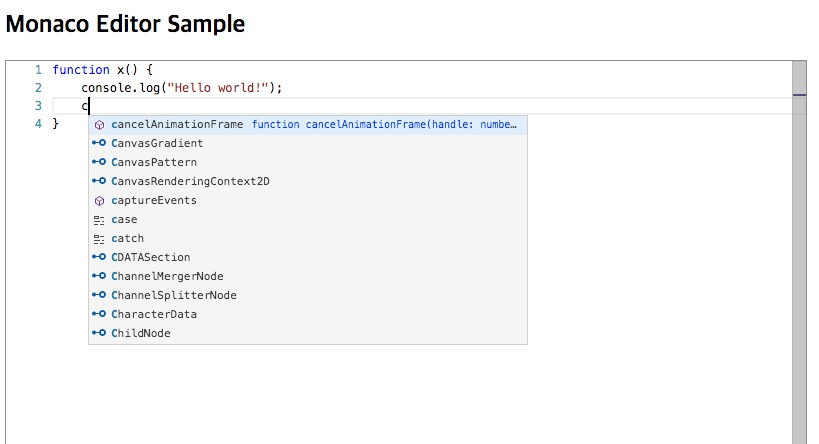 Monaco Editor Sample
1 function x() {
2 console.log("Hello world!");
3 c
4 }
cancelAnimationFrame function cancelAnimationFrame(handle: numbe…
CanvasGradient
CanvasPattern
CanvasRenderingContext2D
captureEvents
case
catch
CDATASection
ChannelMergerNode
ChannelSplitterNode
CharacterData
ChildNode